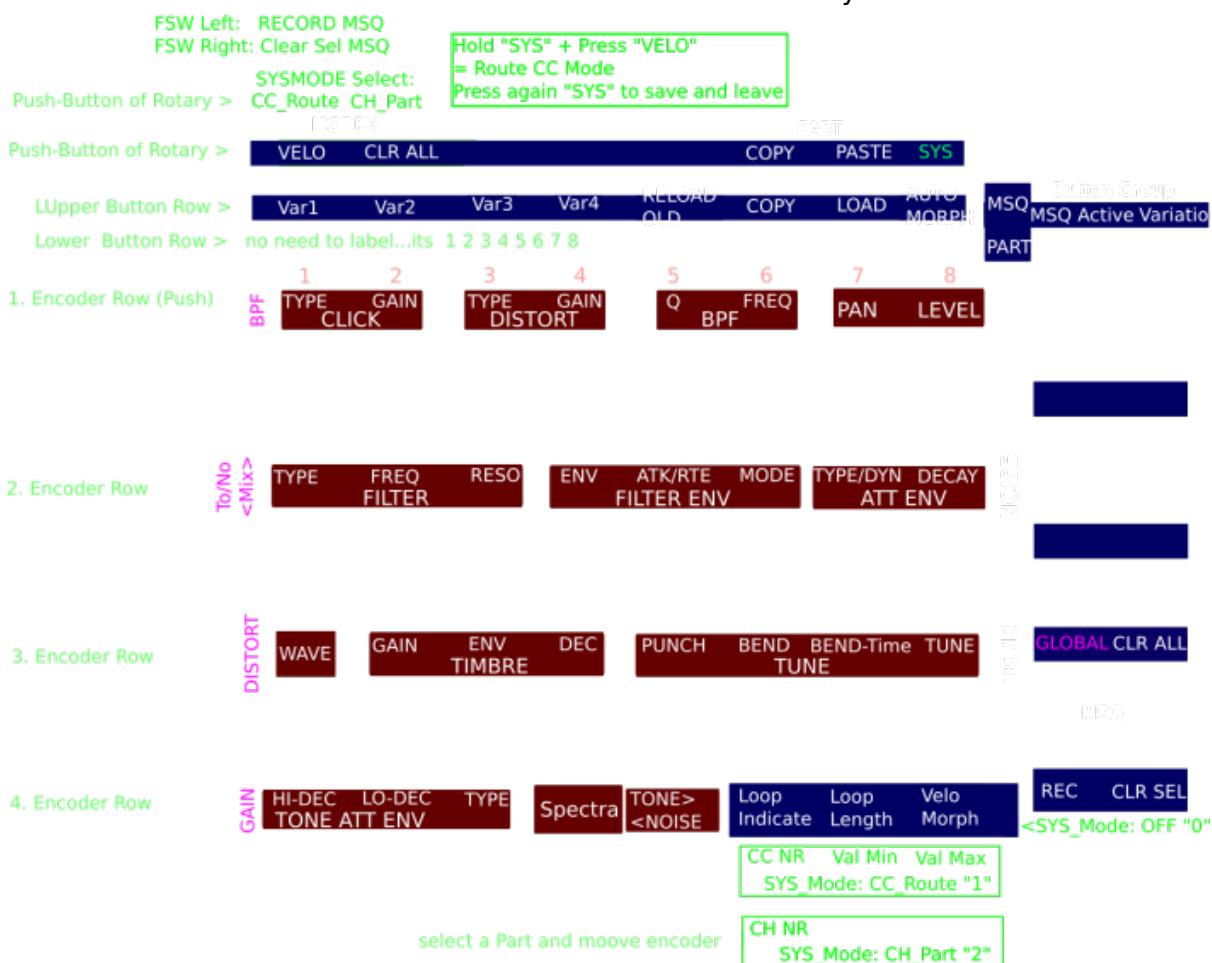 FSW Left: RECORD MSQ
FSW Right: Clear Sel MSQ
Hold "SYS" + Press "VELO"
= Route CC Mode
Press again "SYS" to save and leave
SYSMODE Select:
Push-Button of Rotary > CC_Route CH_Part
MORPH PART
Push-Button of Rotary > VELO CLR ALL COPY PASTE SYS
LUpper Button Row > Var1 Var2 Var3 Var4 RELOAD OLD COPY LOAD AUTO MORPH MSQ Button Group
MSQ Active Variatio
Lower Button Row > no need to label...its 1 2 3 4 5 6 7 8 PART
1 2 3 4 5 6 7 8
1. Encoder Row (Push) BPF TYPE GAIN TYPE GAIN Q FREQ PAN LEVEL
CLICK DISTORT BPF
2. Encoder Row To/No <Mix> TYPE FREQ RESO ENV ATK/RTE MODE TYPE/DYN DECAY
FILTER FILTER ENV ATT ENV
3. Encoder Row DISTORT WAVE GAIN ENV DEC PUNCH BEND BEND-Time TUNE GLOBAL CLR ALL
TIMBRE TUNE
MSQ
4. Encoder Row GAIN HI-DEC LO-DEC TYPE Spectra TONE> Loop Loop Velo REC CLR SEL
TONE ATT ENV <NOISE Indicate Length Morph <SYS_Mode: OFF "0"
CC NR Val Min Val Max
SYS_Mode: CC_Route "1"
select a Part and moove encoder CH NR
SYS_Mode: CH_Part "2"